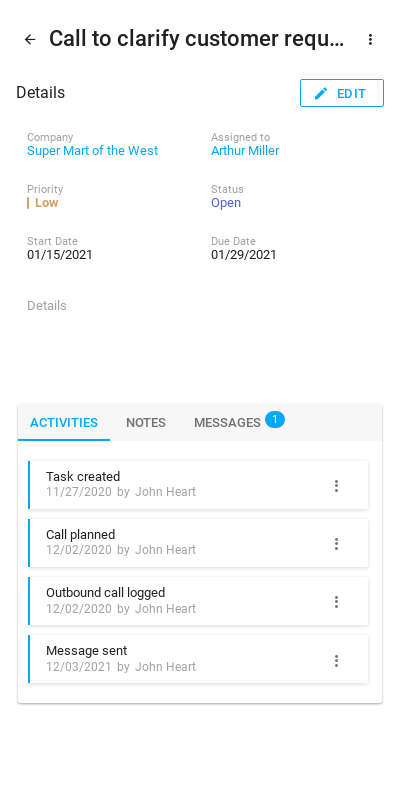 Call to clarify customer requ...
Details
EDIT
Company
Assigned to
Super Mart of the West
Arthur Miller
Priority
Status
Low
Open
Start Date
Due Date
01/15/2021
01/29/2021
Details
ACTIVITIES NOTES MESSAGES 1
Task created
11/27/2020 by John Heart
Call planned
12/02/2020 by John Heart
Outbound call logged
12/02/2020 by John Heart
Message sent
12/03/2021 by John Heart